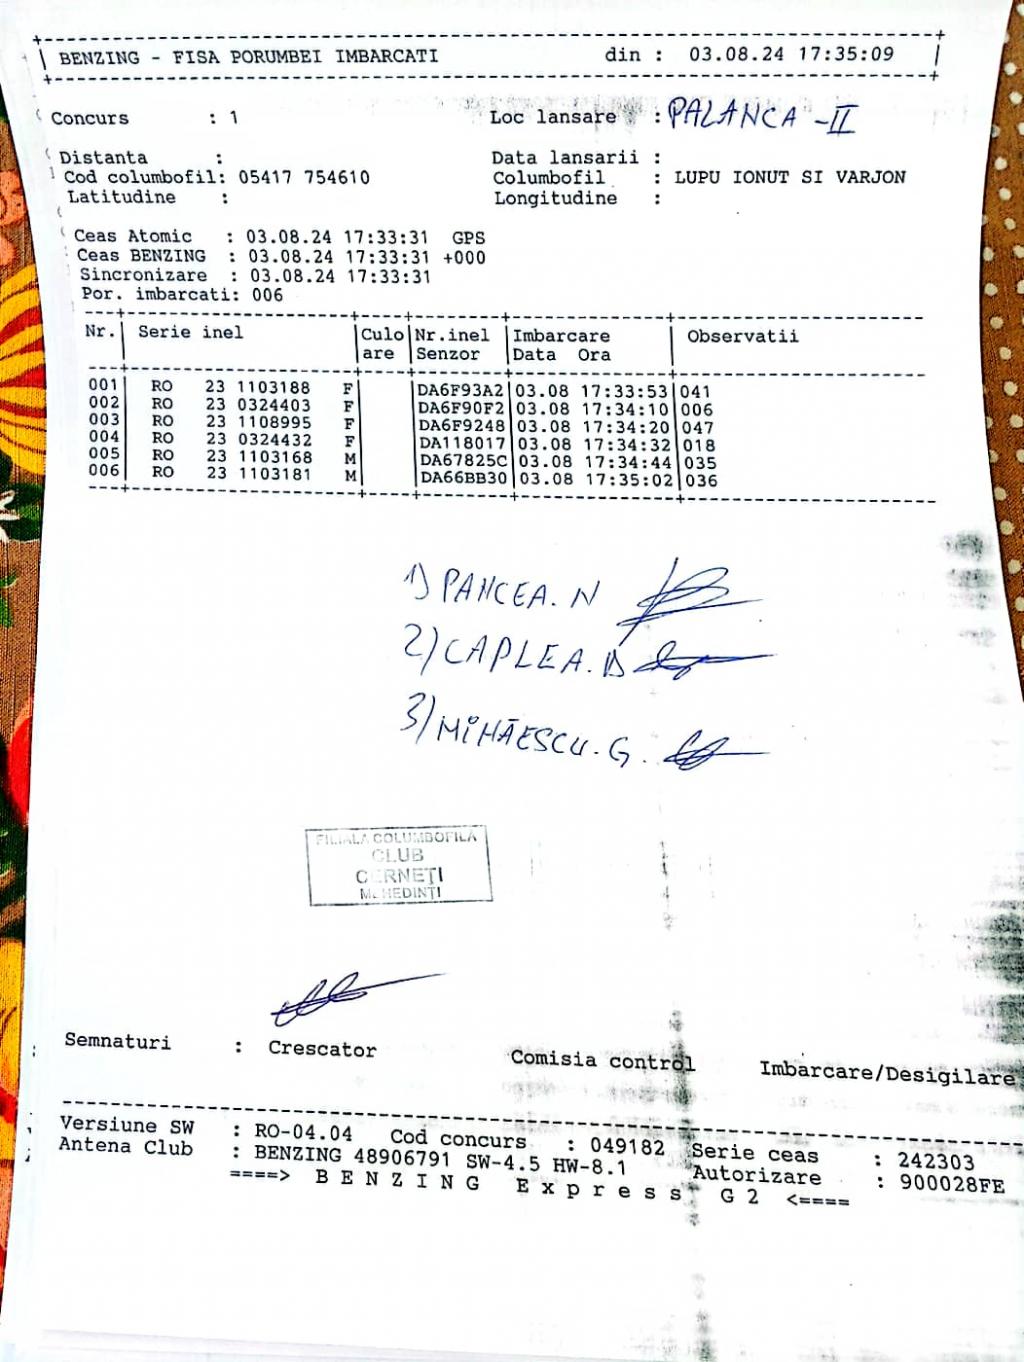 BENZING - FISA PORUMBEI IMBARCATI din : 03.08.24 17:35:09
Concurs : 1 Loc lansare : PALANCA - II
Distanta : Data lansarii :
Cod columbofil: 05417 754610 Columbofil : LUPU IONUT SI VARJON
Latitudine : Longitudine :
Ceas Atomic : 03.08.24 17:33:31 GPS
Ceas BENZING : 03.08.24 17:33:31 +000
Sincronizare : 03.08.24 17:33:31
Por. imbarcati: 006
Nr. Serie inel Culo Nr.inel Imbarcare Observatii
are Senzor Data Ora
001 RO 23 1103188 F DA6F93A2 03.08 17:33:53 041
002 RO 23 0324403 F DA6F90F2 03.08 17:34:10 006
003 RO 23 1108995 F DA6F9248 03.08 17:34:20 047
004 RO 23 0324432 F DA118017 03.08 17:34:32 018
005 RO 23 1103168 M DA67825C 03.08 17:34:44 035
006 RO 23 1103181 M DA66BB30 03.08 17:35:02 036
1) PANCEA. N
2) CAPLEA. D
3) MIHĂESCU. G.
FILIALA COLUMBOFILA
CLUB
CERNEȚI
MEHEDINȚI
Semnaturi : Crescator Comisia control Imbarcare/Desigilare
Versiune SW : RO-04.04 Cod concurs : 049182 Serie ceas : 242303
Antena Club : BENZING 48906791 SW-4.5 HW-8.1 Autorizare : 900028FE
====> B E N Z I N G E x p r e s s G 2 <====